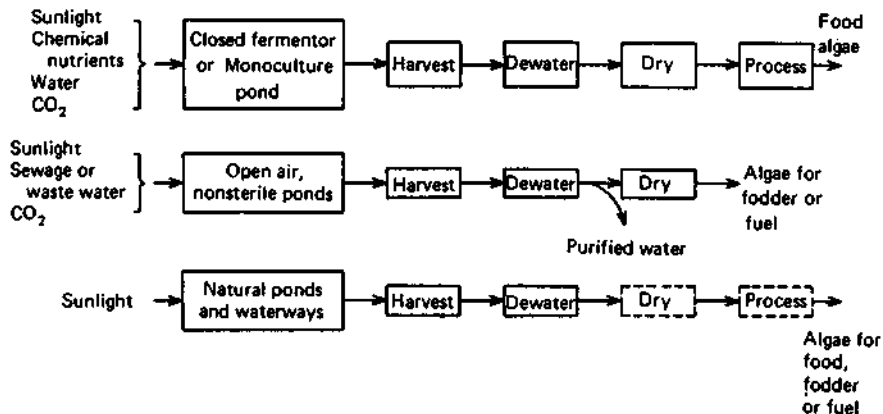 Sunlight
Chemical
nutrients
Water
CO₂
Closed fermentor
or Monoculture
pond
Harvest
Dewater
Dry
Process
Food
algae
Sunlight
Sewage or
waste water
CO₂
Open air,
nonsterile ponds
Harvest
Dewater
Dry
Algae for
fodder or
fuel
Purified water
Sunlight
Natural ponds
and waterways
Harvest
Dewater
Dry
Process
Algae for
food,
fodder
or fuel